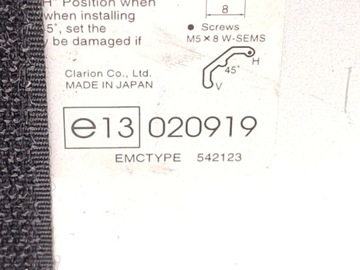 H" Position when
when installing
45°, set the
be damaged if
8
● Screws
M5×8 W-SEMS
H
45°
V
Clarion Co., Ltd.
MADE IN JAPAN
e13 020919
EMCTYPE 542123